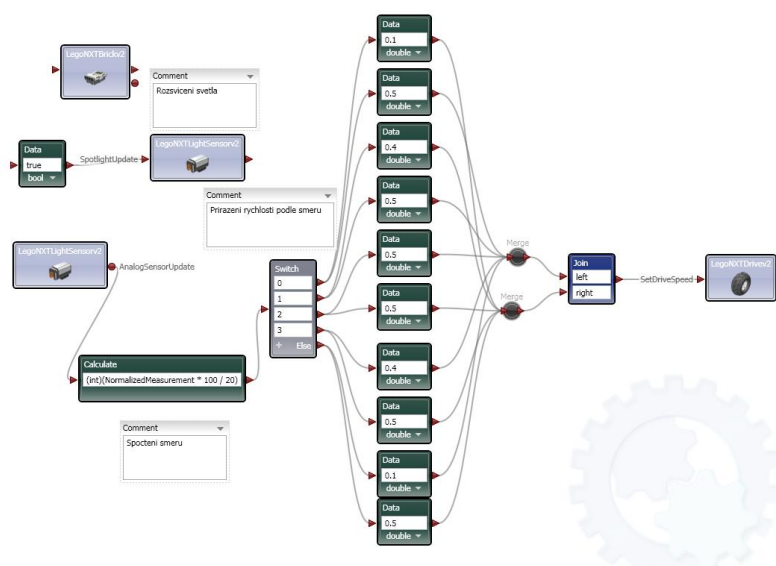 LegoNXTBrickv2
Comment
Rozsviceni svetla
Data
true
bool
SpotlightUpdate
LegoNXTLightSensorv2
Comment
Prirazeni rychlosti podle smeru
LegoNXTLightSensorv2
AnalogSensorUpdate
Calculate
(int)(NormalizedMeasurement * 100 / 20)
Comment
Spocteni smeru
Switch
0
1
2
3
+ Else
Data
0.1
double
Data
0.5
double
Data
0.4
double
Data
0.5
double
Data
0.5
double
Data
0.5
double
Data
0.4
double
Data
0.5
double
Data
0.1
double
Data
0.5
double
Merge
Merge
Join
left
right
SetDriveSpeed
LegoNXTDrivev2